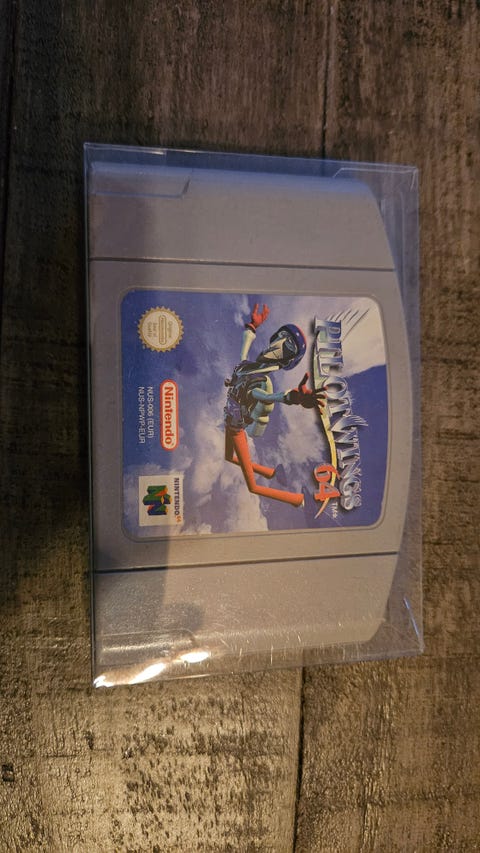 PILOTWINGS
64
TM®
Nintendo
NUS-006 (EUR)
NUS-NPWP-EUR
NINTENDO64